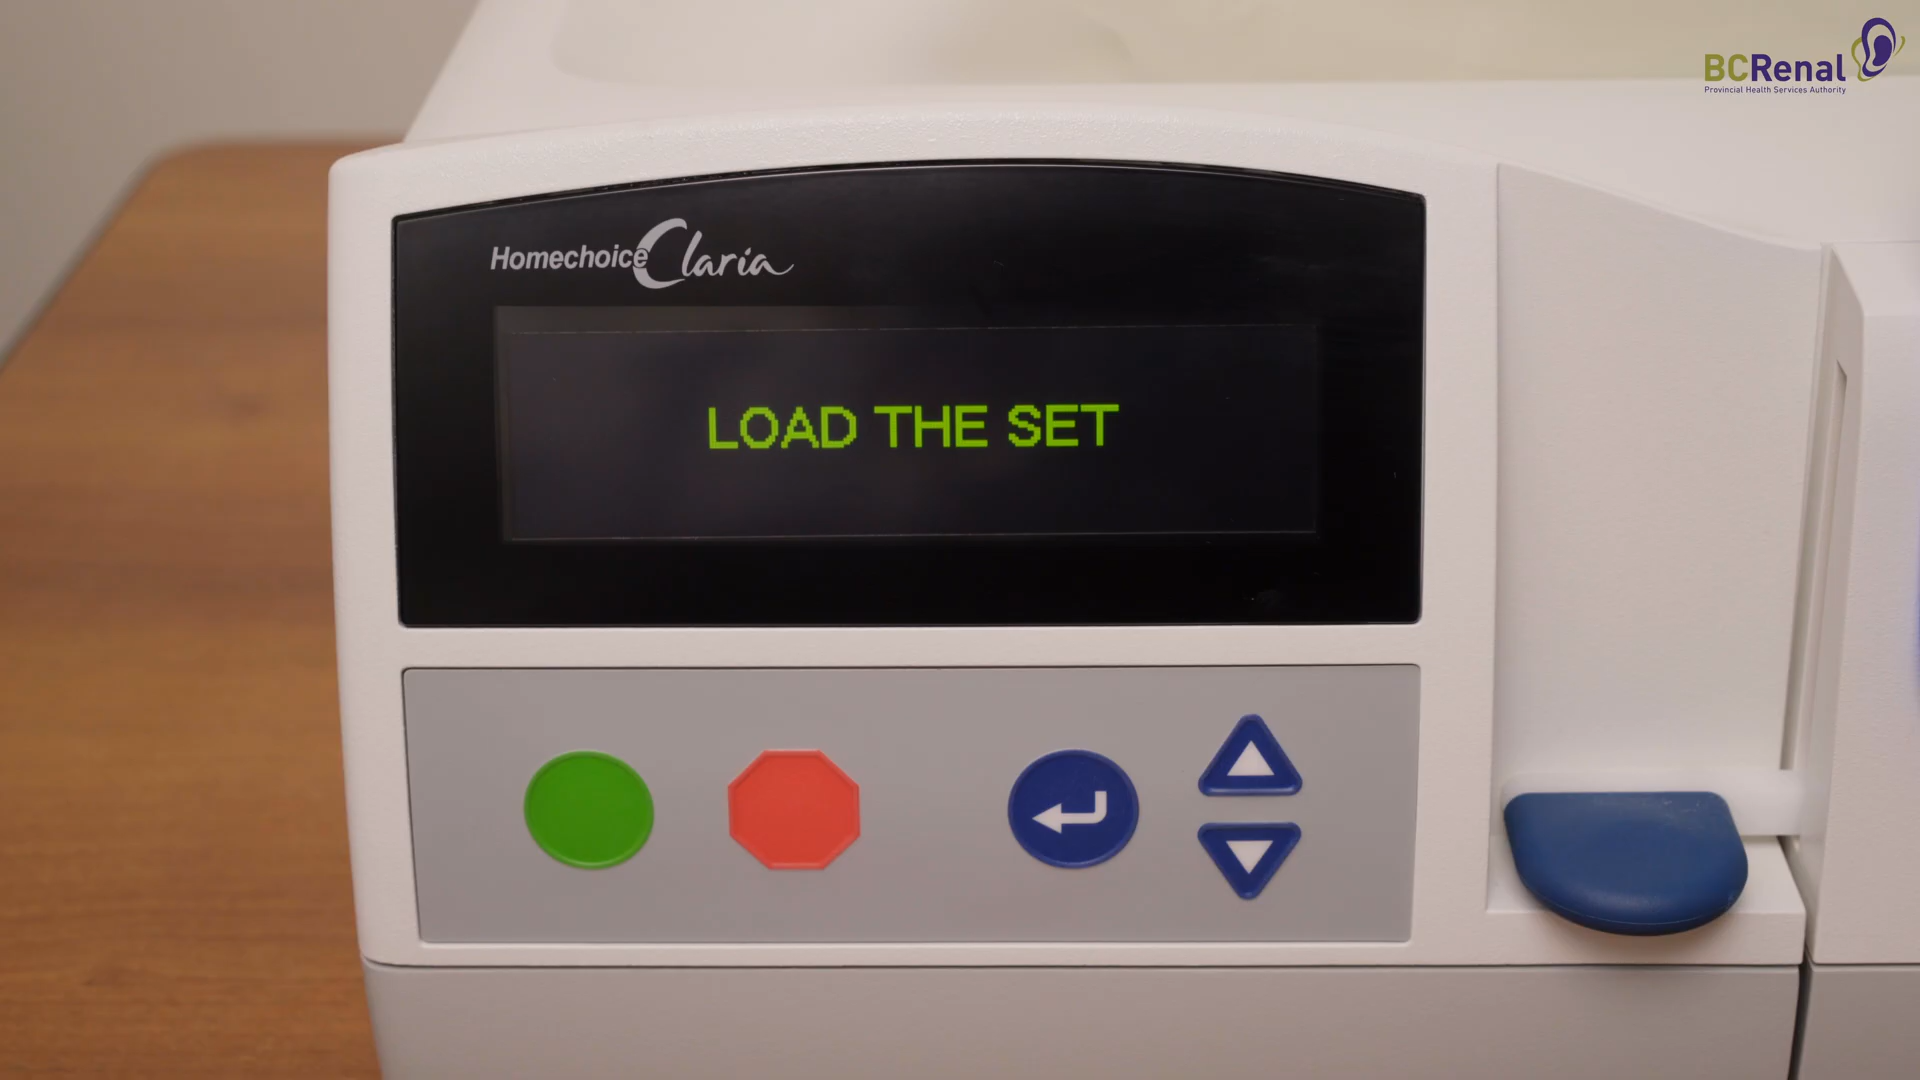 BCRenal
Provincial Health Services Authority
Homechoice Claria
LOAD THE SET